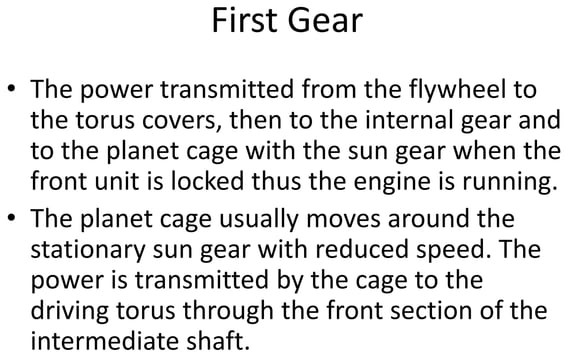 First Gear
• The power transmitted from the flywheel to
the torus covers, then to the internal gear and
to the planet cage with the sun gear when the
front unit is locked thus the engine is running.
• The planet cage usually moves around the
stationary sun gear with reduced speed. The
power is transmitted by the cage to the
driving torus through the front section of the
intermediate shaft.